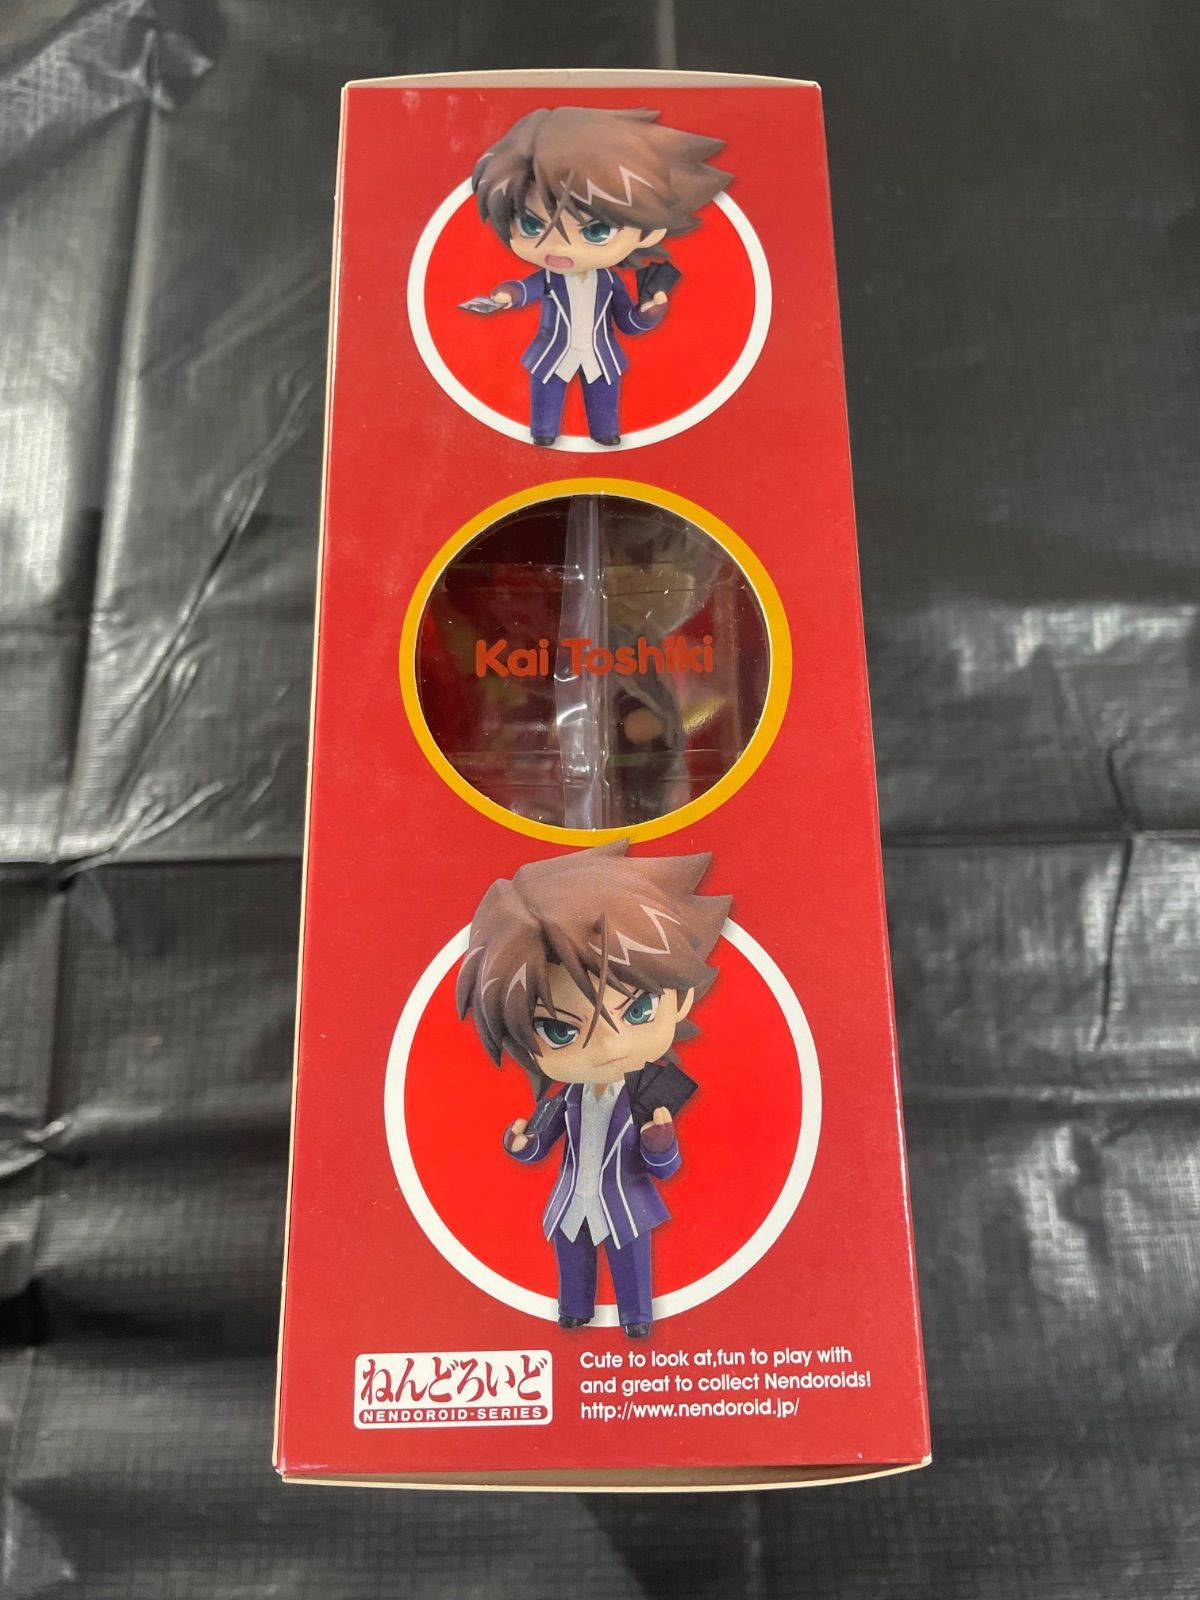 Kai Toshiki
ねんどろいど
NENDOROID·SERIES
Cute to look at,fun to play with
and great to collect Nendoroids!
http://www.nendoroid.jp/